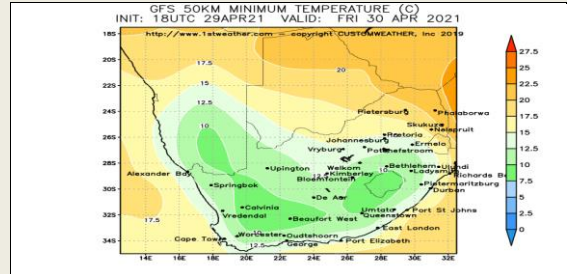 GFS 50KM MINIMUM TEMPERATURE (C)
INIT: 18UTC 29APR21 VALID: FRI 30 APR 2021
http://www.1stweather.com — copyright CUSTOMWEATHER, Inc 2019
18S
20S
22S
24S
26S
28S
30S
32S
34S
14E 16E 18E 20E 22E 24E 26E 28E 30E 32E
27.5
25
22.5
20
17.5
15
12.5
10
7.5
5
2.5
0
17.5
15
12.5
10
20
Pietersburg
Phalaborwa
Skukuza
Nelspruit
Johannesburg
Pretoria
Ermelo
Vryburg
Potchefstroom
Welkom
Bethlehem
Ulundi
Alexander Bay
Upington
Kimberley
Ladysmith
Richards
Bloemfontein
10
Springbok
Pietermaritzburg
Durban
De Aar
Calvinia
Umtata
Port St Johns
17.5
Vredendal
Beaufort West
Queenstown
East London
Cape Town
Worcester
10
Oudtshoorn
12.5
George
Port Elizabeth